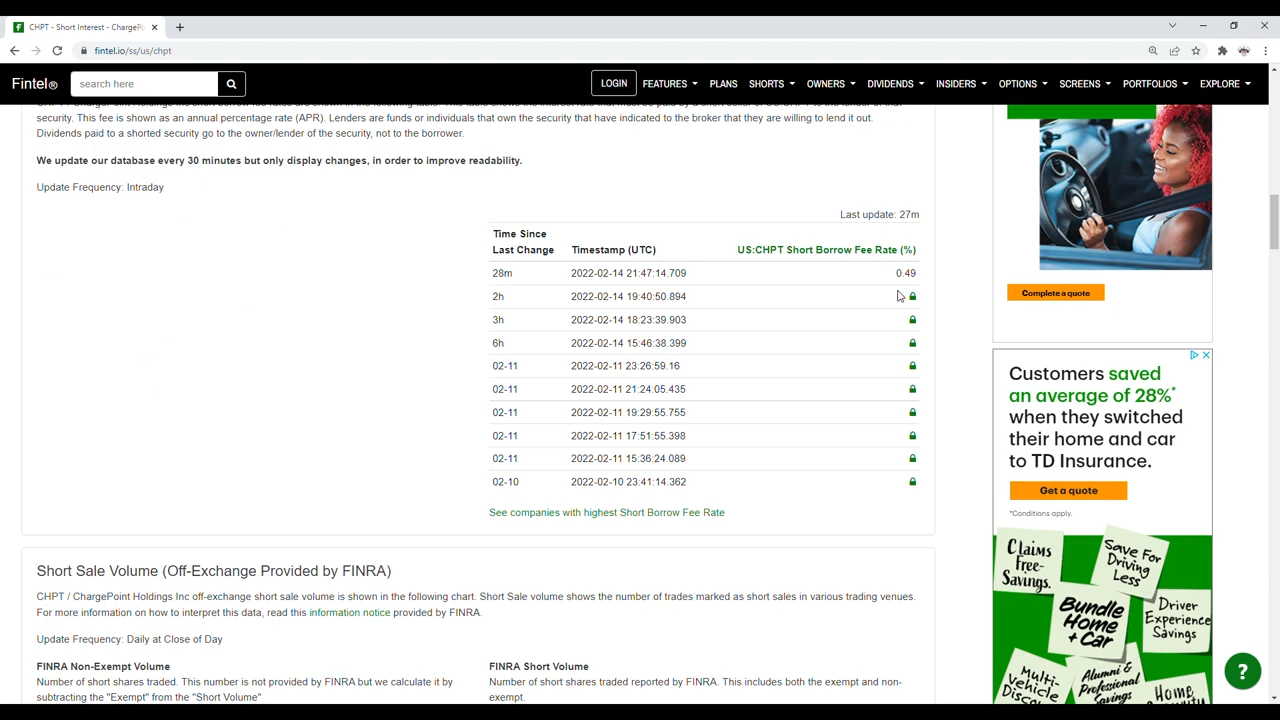 CHPT - Short Interest - ChargePo
fintel.io/ss/us/chpt
Fintel®
search here
LOGIN FEATURES PLANS SHORTS OWNERS DIVIDENDS INSIDERS OPTIONS SCREENS PORTFOLIOS EXPLORE
security. This fee is shown as an annual percentage rate (APR). Lenders are funds or individuals that own the security that have indicated to the broker that they are willing to lend it out.
Dividends paid to a shorted security go to the owner/lender of the security, not to the borrower.
We update our database every 30 minutes but only display changes, in order to improve readability.
Update Frequency: Intraday
Last update: 27m
Time Since
Last Change Timestamp (UTC) US:CHPT Short Borrow Fee Rate (%)
28m 2022-02-14 21:47:14.709 0.49
2h 2022-02-14 19:40:50.894
3h 2022-02-14 18:23:39.903
6h 2022-02-14 15:46:38.399
02-11 2022-02-11 23:26:59.16
02-11 2022-02-11 21:24:05.435
02-11 2022-02-11 19:29:55.755
02-11 2022-02-11 17:51:55.398
02-11 2022-02-11 15:36:24.089
02-10 2022-02-10 23:41:14.362
See companies with highest Short Borrow Fee Rate
Short Sale Volume (Off-Exchange Provided by FINRA)
CHPT / ChargePoint Holdings Inc off-exchange short sale volume is shown in the following chart. Short Sale volume shows the number of trades marked as short sales in various trading venues.
For more information on how to interpret this data, read this information notice provided by FINRA.
Update Frequency: Daily at Close of Day
FINRA Non-Exempt Volume
Number of short shares traded. This number is not provided by FINRA but we calculate it by
subtracting the "Exempt" from the "Short Volume"
FINRA Short Volume
Number of short shares traded reported by FINRA. This includes both the exempt and non-
exempt.
Complete a quote
Customers saved
an average of 28%*
when they switched
their home and car
to TD Insurance.
Get a quote
*Conditions apply.
Claims
Free-
Savings.
Save For
Driving
Less
Bundle
Home
+ Car
Driver
Experience
Savings
Multi-
Vehicle
Alumni &
Professional
Savings
Home
?